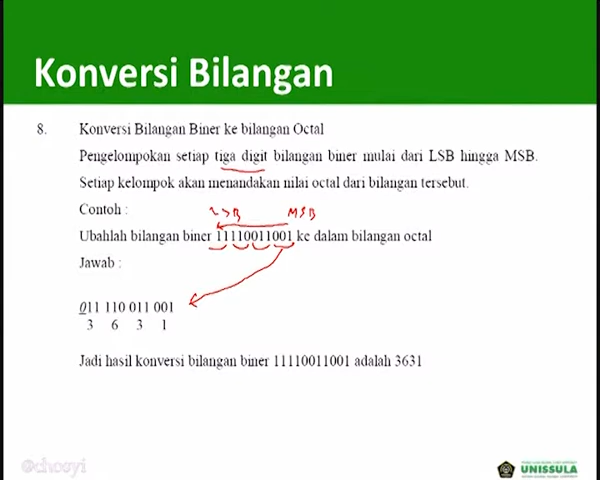 Konversi Bilangan
8. Konversi Bilangan Biner ke bilangan Octal
Pengelompokan setiap tiga digit bilangan biner mulai dari LSB hingga MSB.
Setiap kelompok akan menandakan nilai octal dari bilangan tersebut.
Contoh :
LSB MSB
Ubahlah bilangan biner 11110011001 ke dalam bilangan octal
Jawab :
011 110 011 001
3 6 3 1
Jadi hasil konversi bilangan biner 11110011001 adalah 3631
@chosyi
UNISSULA